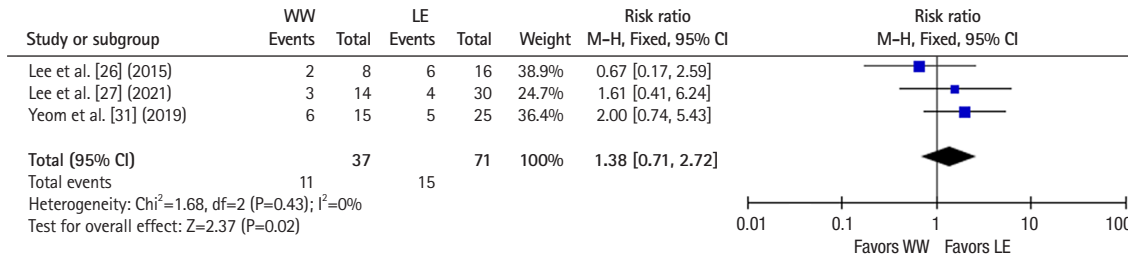 WW LE Risk ratio Risk ratio
Study or subgroup Events Total Events Total Weight M–H, Fixed, 95% CI M–H, Fixed, 95% CI
Lee et al. [26] (2015) 2 8 6 16 38.9% 0.67 [0.17, 2.59]
Lee et al. [27] (2021) 3 14 4 30 24.7% 1.61 [0.41, 6.24]
Yeom et al. [31] (2019) 6 15 5 25 36.4% 2.00 [0.74, 5.43]
Total (95% CI) 37 71 100% 1.38 [0.71, 2.72]
Total events 11 15
Heterogeneity: Chi²=1.68, df=2 (P=0.43); I²=0%
Test for overall effect: Z=2.37 (P=0.02)
0.01 0.1 1 10 100
Favors WW Favors LE